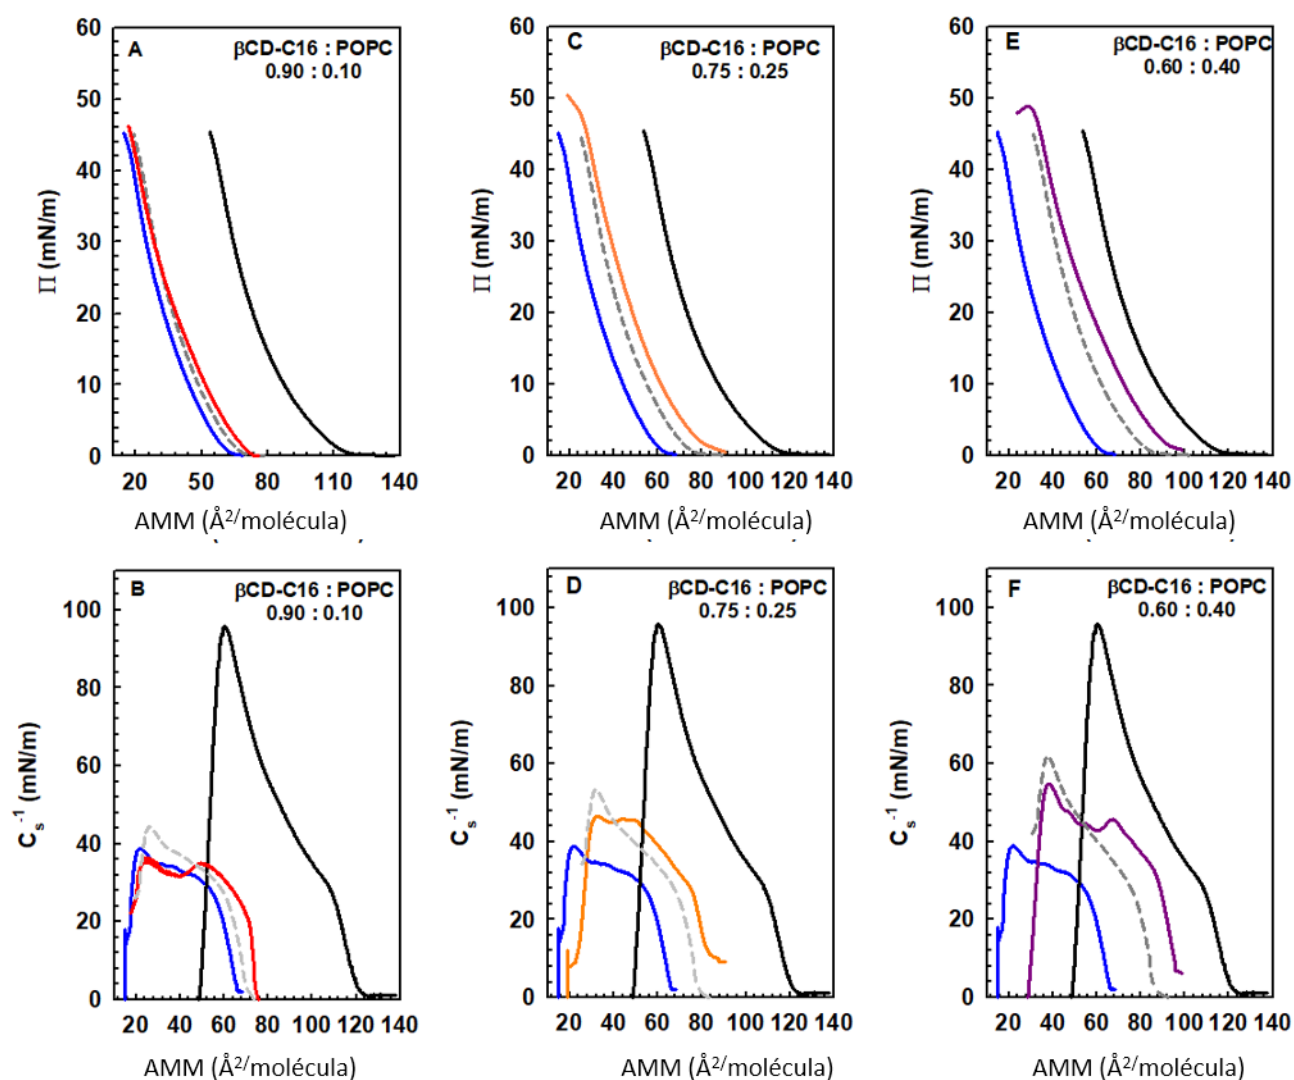 A
βCD-C16 : POPC
0.90 : 0.10
Π (mN/m)
60
50
40
30
20
10
0
20 50 80 110 140
AMM (Å²/molécula)
C
βCD-C16 : POPC
0.75 : 0.25
Π (mN/m)
60
50
40
30
20
10
0
20 40 60 80 100 120 140
AMM (Å²/molécula)
E
βCD-C16 : POPC
0.60 : 0.40
Π (mN/m)
60
50
40
30
20
10
0
20 40 60 80 100 120 140
AMM (Å²/molécula)
B
βCD-C16 : POPC
0.90 : 0.10
Cs⁻¹ (mN/m)
100
80
60
40
20
0
20 40 60 80 100 120 140
AMM (Å²/molécula)
D
βCD-C16 : POPC
0.75 : 0.25
Cs⁻¹ (mN/m)
100
80
60
40
20
0
20 40 60 80 100 120 140
AMM (Å²/molécula)
F
βCD-C16 : POPC
0.60 : 0.40
Cs⁻¹ (mN/m)
100
80
60
40
20
0
20 40 60 80 100 120 140
AMM (Å²/molécula)